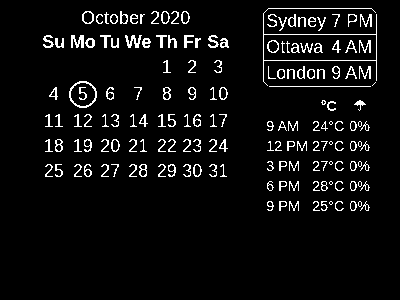 October 2020
Su Mo Tu We Th Fr Sa
1 2 3
4 5 6 7 8 9 10
11 12 13 14 15 16 17
18 19 20 21 22 23 24
25 26 27 28 29 30 31
Sydney 7 PM
Ottawa 4 AM
London 9 AM
°C ☂
9 AM 24°C 0%
12 PM 27°C 0%
3 PM 27°C 0%
6 PM 28°C 0%
9 PM 25°C 0%